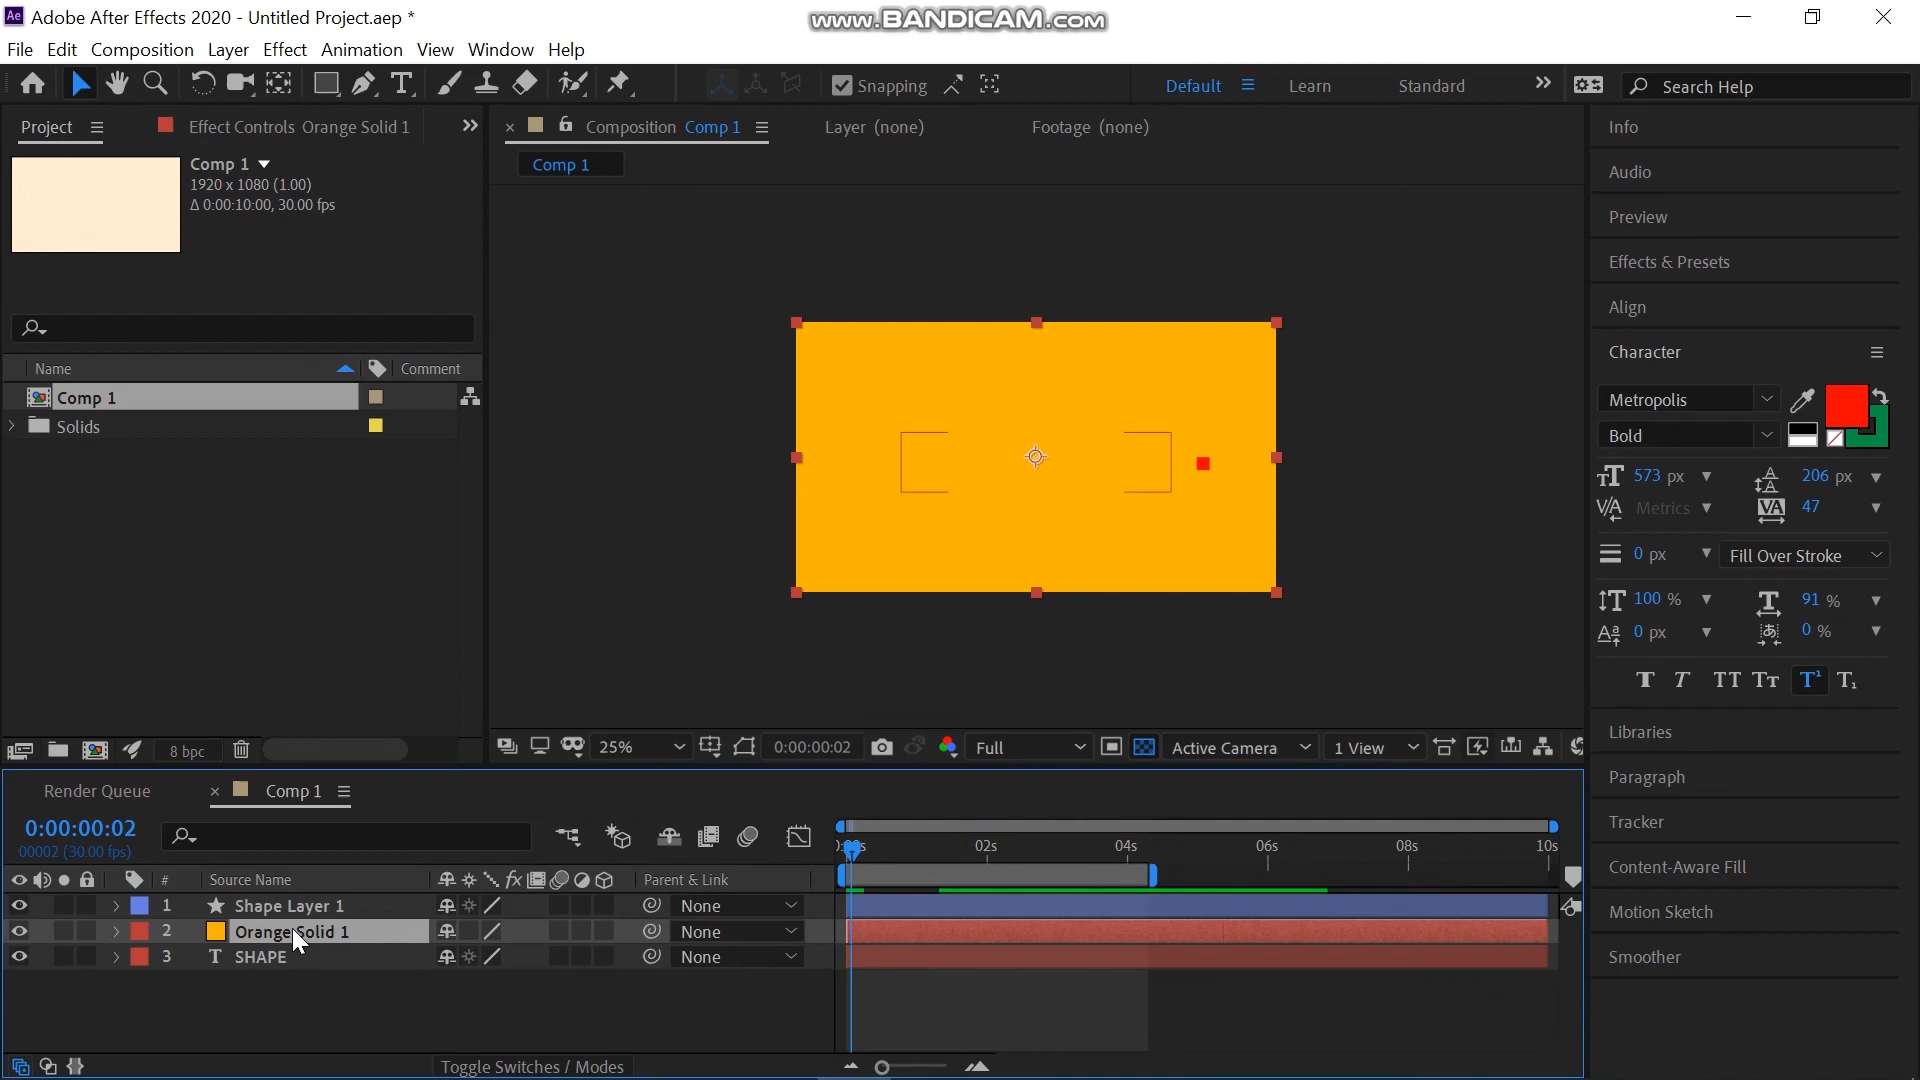 Ae Adobe After Effects 2020 - Untitled Project.aep *
www.BANDICAM.com
File Edit Composition Layer Effect Animation View Window Help
Snapping
Default Learn Standard
Search Help
Project Effect Controls Orange Solid 1
Composition Comp 1 Layer (none) Footage (none)
Comp 1
Comp 1
1920 x 1080 (1.00)
Δ 0:00:10:00, 30.00 fps
Name Comment
Comp 1
Solids
8 bpc
25% 0:00:00:02 Full Active Camera 1 View
Info
Audio
Preview
Effects & Presets
Align
Character
Metropolis
Bold
573 px 206 px
Metrics 47
0 px Fill Over Stroke
100 % 91 %
0 px 0 %
T T TT Tt T¹ T₁
Libraries
Paragraph
Tracker
Content-Aware Fill
Motion Sketch
Smoother
Render Queue Comp 1
0:00:00:02
00002 (30.00 fps)
02s 04s 06s 08s 10s
# Source Name Parent & Link
1 Shape Layer 1 None
2 Orange Solid 1 None
3 T SHAPE None
Toggle Switches / Modes